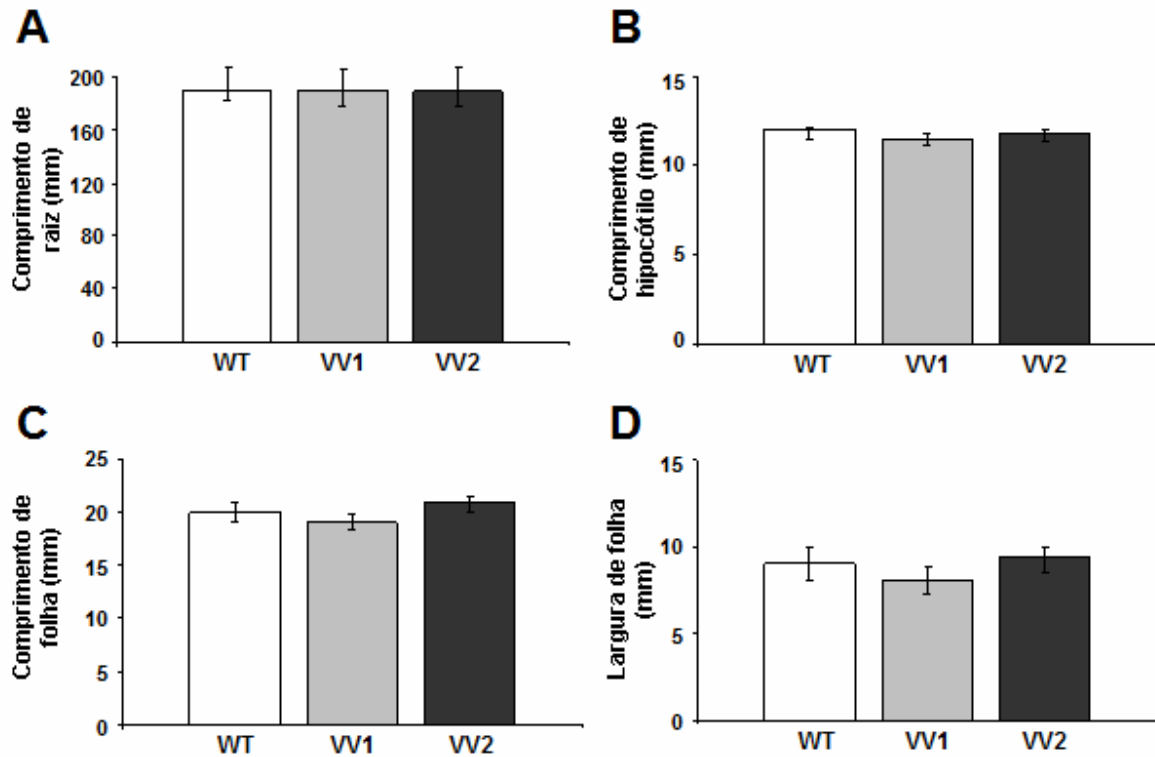 A
Comprimento de
raiz (mm)
200
160
120
80
40
0
WT VV1 VV2
B
Comprimento de
hipocótilo (mm)
15
10
5
0
WT VV1 VV2
C
Comprimento de
folha (mm)
25
20
15
10
5
0
WT VV1 VV2
D
Largura de folha
(mm)
15
10
5
0
WT VV1 VV2